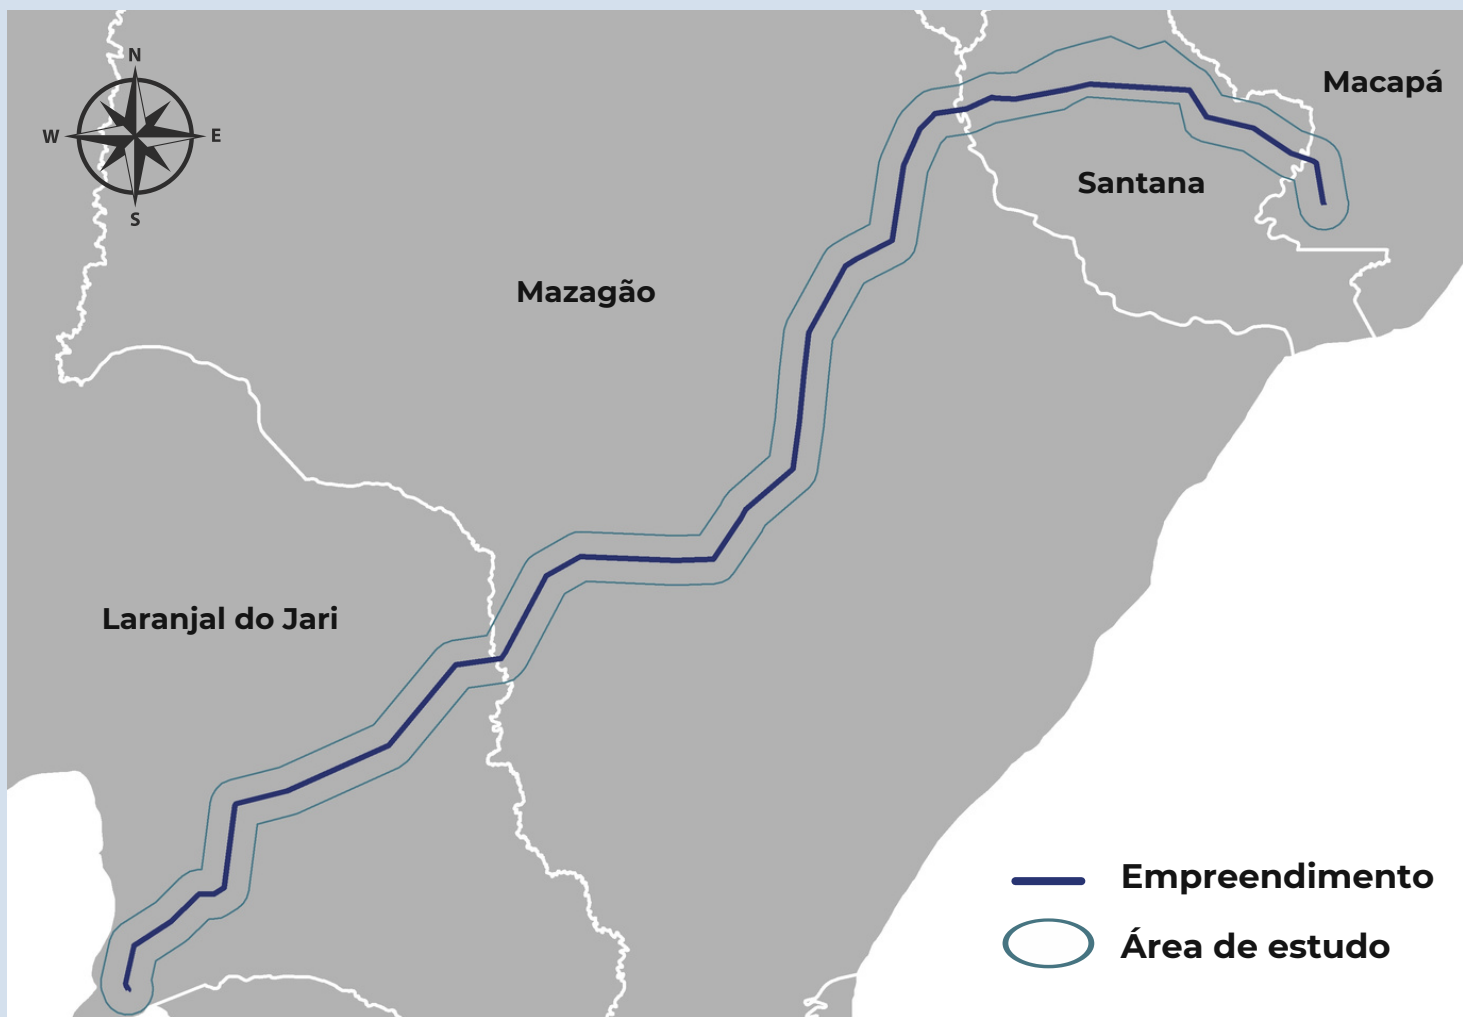 N
W
E
S
Macapá
Santana
Mazagão
Laranjal do Jari
Empreendimento
Área de estudo